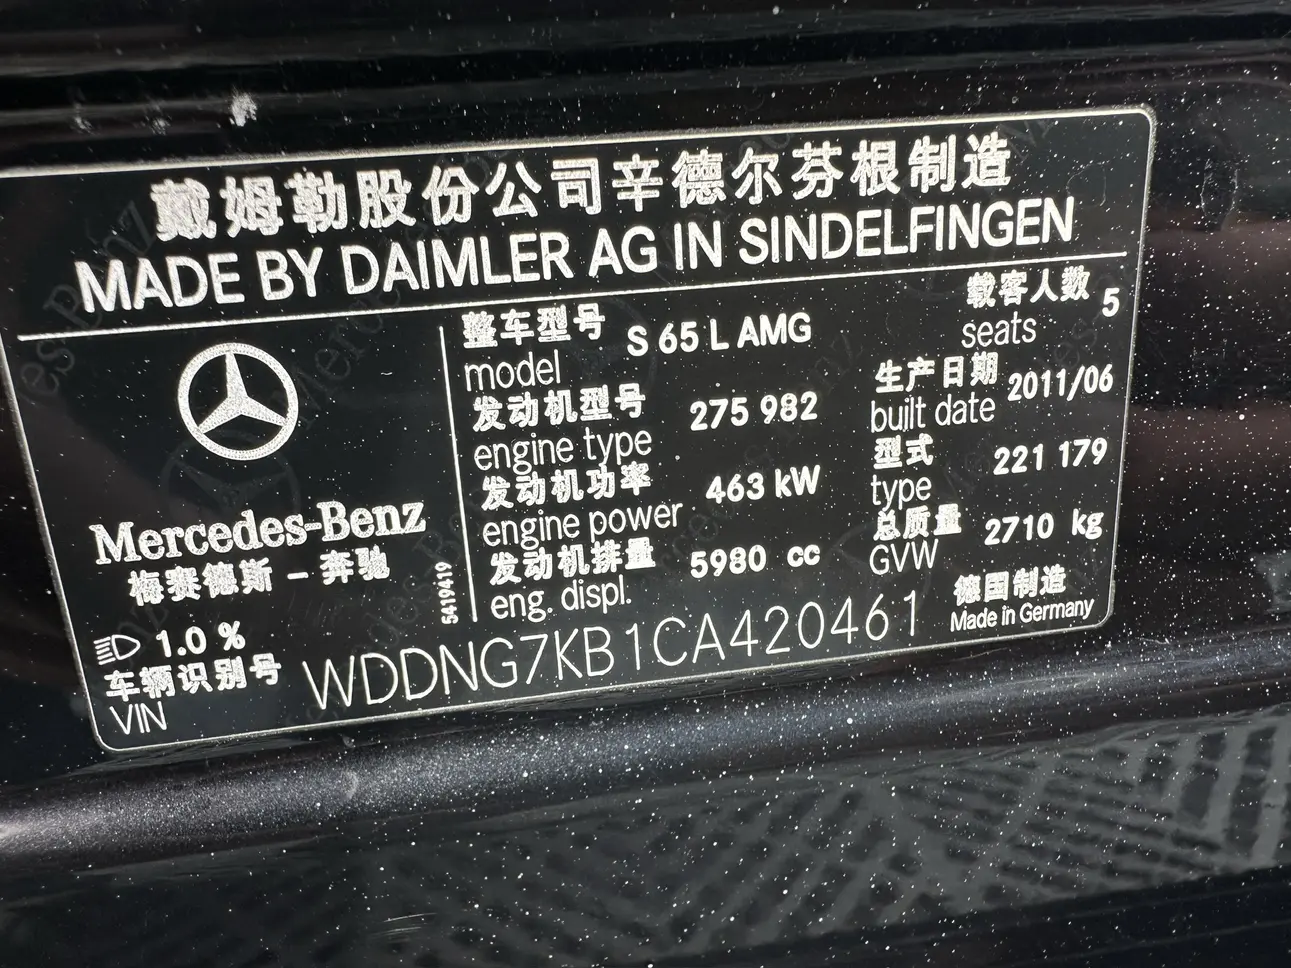 戴姆勒股份公司辛德尔芬根制造
MADE BY DAIMLER AG IN SINDELFINGEN
Mercedes-Benz
梅赛德斯 – 奔驰
1.0 %
5419419
整车型号
model
S 65 L AMG
发动机型号
engine type
275 982
发动机功率
engine power
463 kW
发动机排量
eng. displ.
5980 cc
载客人数
seats
5
生产日期
built date
2011/06
型式
type
221 179
总质量
GVW
2710 kg
车辆识别号
VIN
WDDNG7KB1CA420461
德国制造
Made in Germany